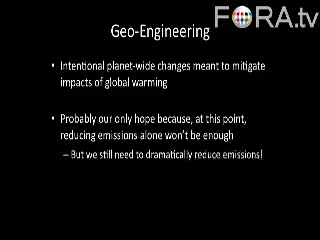 FORA.tv
Geo-Engineering
• Intentional planet-wide changes meant to mitigate
impacts of global warming
• Probably our only hope because, at this point,
reducing emissions alone won't be enough
– But we still need to dramatically reduce emissions!